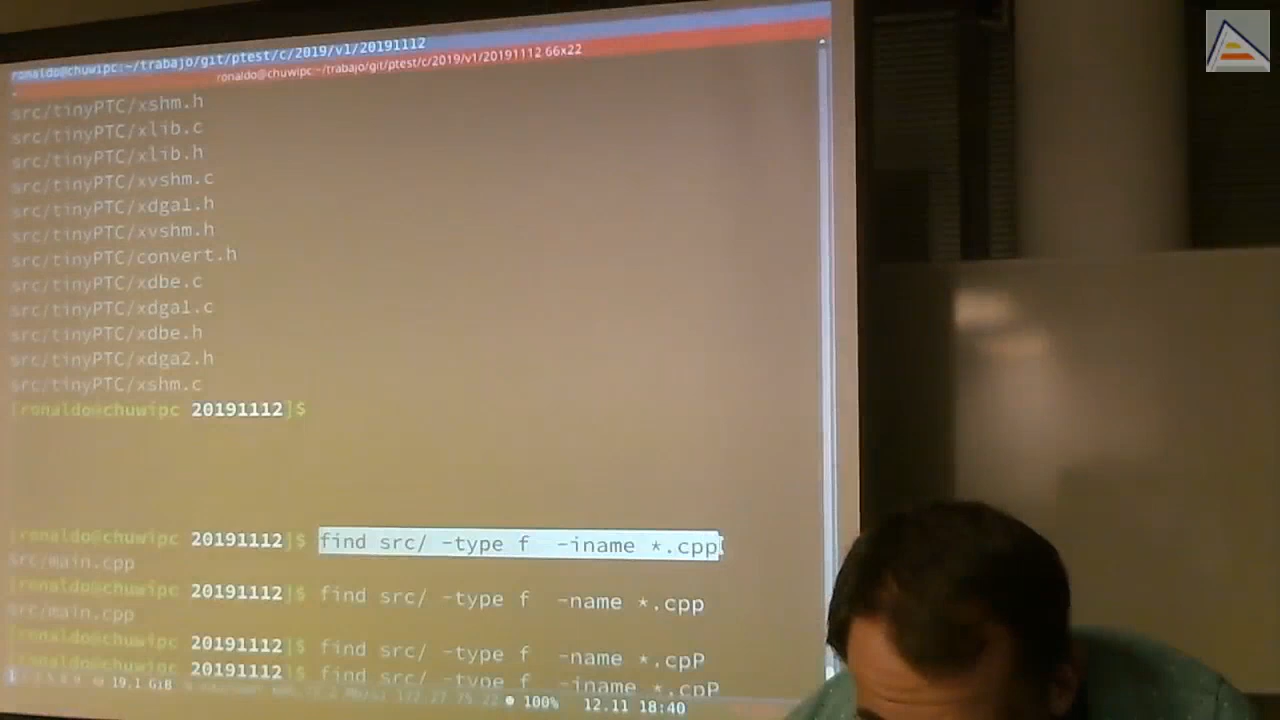 ronaldo@chuwipc:~/trabajo/git/ptest/c/2019/v1/20191112
ronaldo@chuwipc:~/trabajo/git/ptest/c/2019/v1/20191112 66x22
src/tinyPTC/xshm.h
src/tinyPTC/xlib.c
src/tinyPTC/xlib.h
src/tinyPTC/xvshm.c
src/tinyPTC/xdga1.h
src/tinyPTC/xvshm.h
src/tinyPTC/convert.h
src/tinyPTC/xdbe.c
src/tinyPTC/xdga1.c
src/tinyPTC/xdbe.h
src/tinyPTC/xdga2.h
src/tinyPTC/xshm.c
[ronaldo@chuwipc 20191112]$
[ronaldo@chuwipc 20191112]$ find src/ -type f  -iname *.cpp
src/main.cpp
[ronaldo@chuwipc 20191112]$ find src/ -type f  -name *.cpp
src/main.cpp
[ronaldo@chuwipc 20191112]$ find src/ -type f  -name *.cpP
[ronaldo@chuwipc 20191112]$ find src/ -type f  -iname *.cpP
19.1 GiB 100% 12.11 18:40